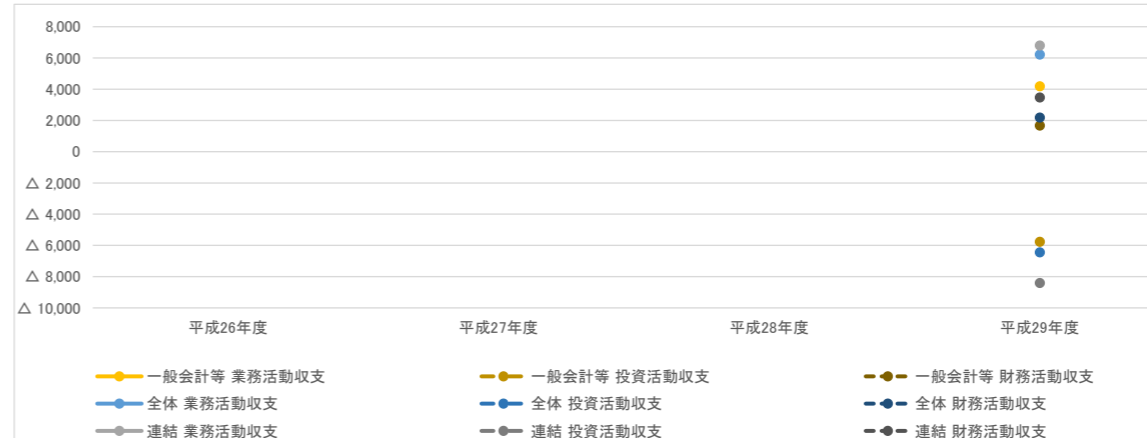 8,000
6,000
4,000
2,000
0
△ 2,000
△ 4,000
△ 6,000
△ 8,000
△ 10,000
平成26年度 平成27年度 平成28年度 平成29年度
一般会計等 業務活動収支 一般会計等 投資活動収支 一般会計等 財務活動収支
全体 業務活動収支 全体 投資活動収支 全体 財務活動収支
連結 業務活動収支 連結 投資活動収支 連結 財務活動収支